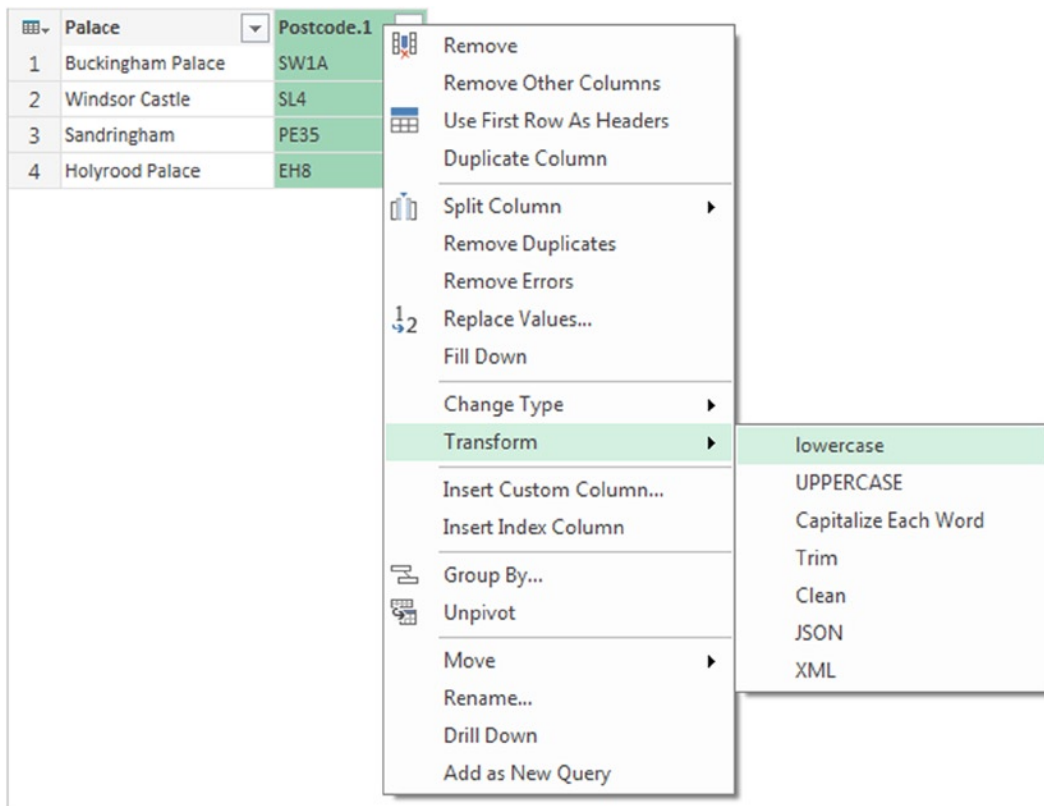 Palace Postcode.1
1 Buckingham Palace SW1A
2 Windsor Castle SL4
3 Sandringham PE35
4 Holyrood Palace EH8
Remove
Remove Other Columns
Use First Row As Headers
Duplicate Column
Split Column
Remove Duplicates
Remove Errors
Replace Values...
Fill Down
Change Type
Transform
Insert Custom Column...
Insert Index Column
Group By...
Unpivot
Move
Rename...
Drill Down
Add as New Query
lowercase
UPPERCASE
Capitalize Each Word
Trim
Clean
JSON
XML